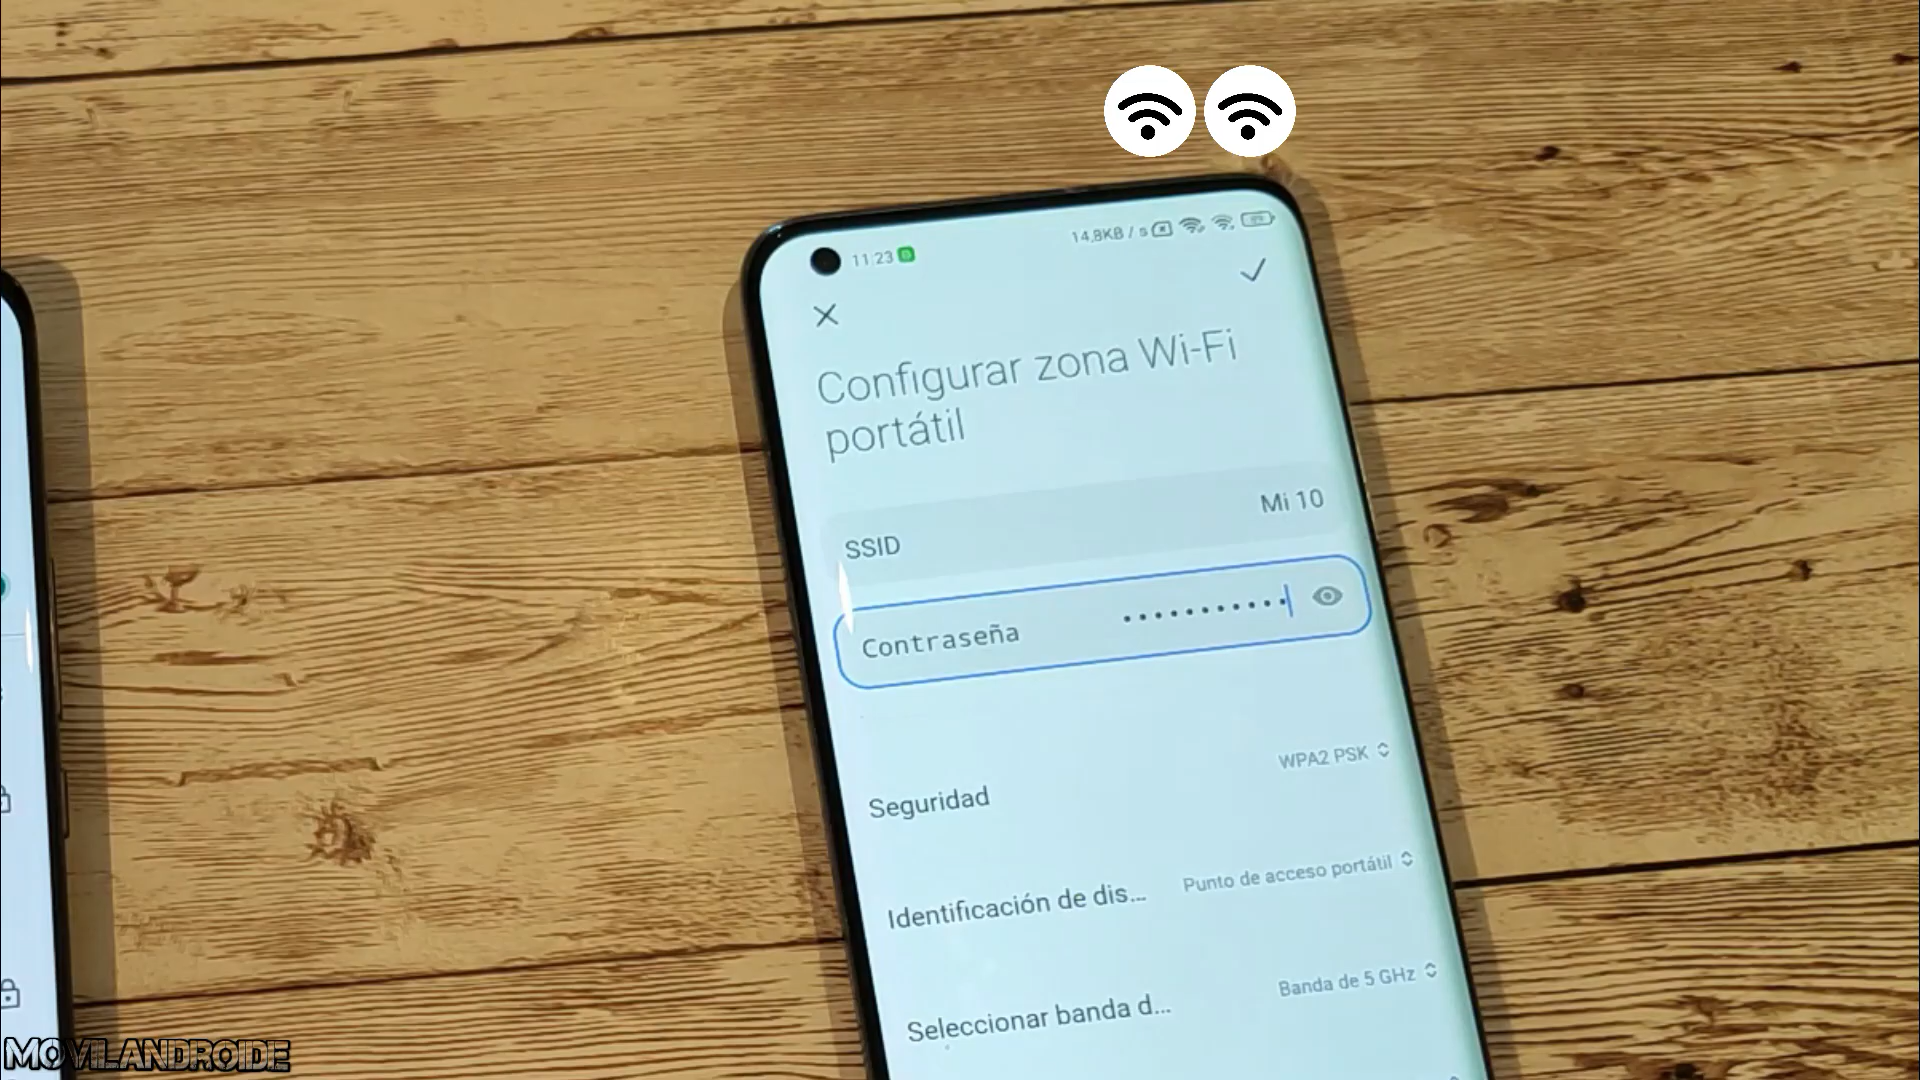 11:23
14,8KB / s
Configurar zona Wi-Fi
portátil
SSID
Mi 10
Contraseña
•••••••••••
Seguridad
WPA2 PSK
Identificación de dis...
Punto de acceso portátil
Seleccionar banda d...
Banda de 5 GHz
MOVILANDROIDE